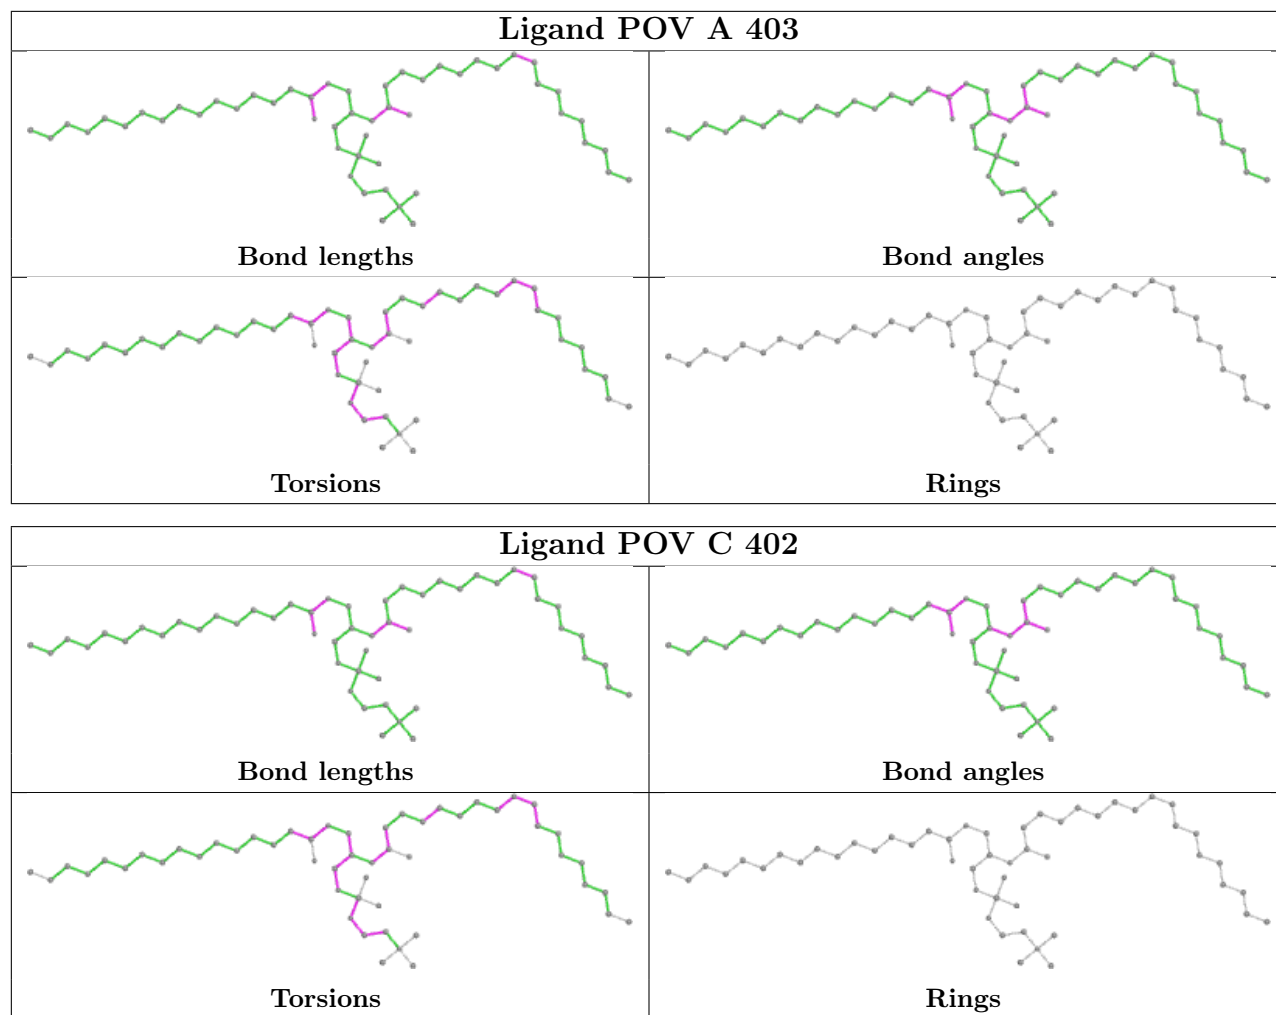 Ligand POV A 403
Bond lengths
Bond angles
Torsions
Rings
Ligand POV C 402
Bond lengths
Bond angles
Torsions
Rings